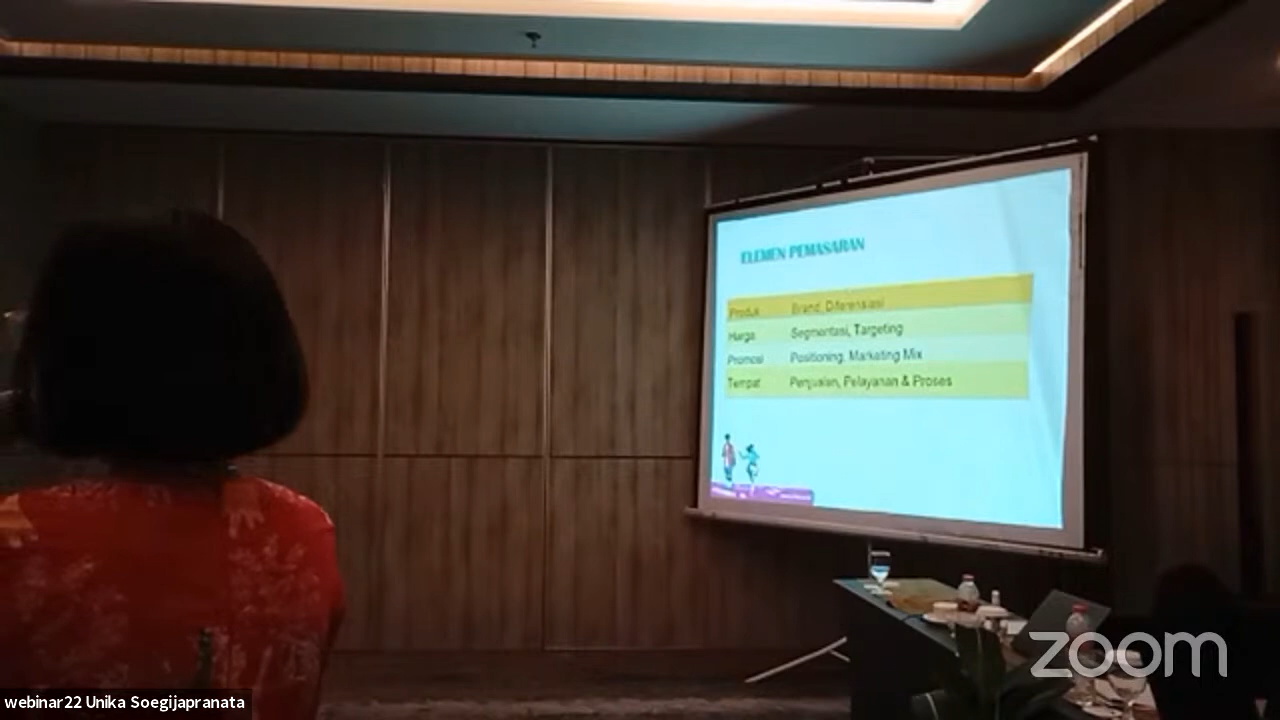 ELEMEN PEMASARAN
Produk Brand, Diferensiasi
Harga Segmentasi, Targeting
Promosi Positioning, Marketing Mix
Tempat Penjualan, Pelayanan & Proses
zoom
webinar22 Unika Soegijapranata